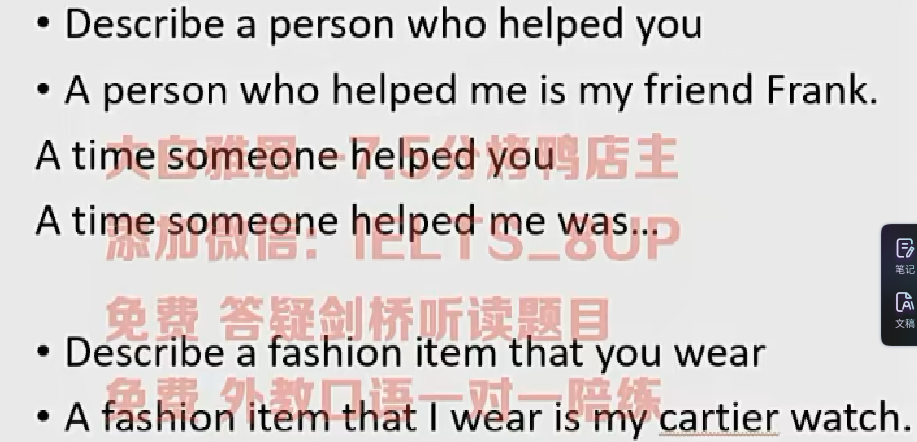 • Describe a person who helped you
• A person who helped me is my friend Frank.
大白雅思-7.5分烤鸭店主
A time someone helped you
A time someone helped me was...
添加微信：IELTS_8UP
免费 答疑剑桥听读题目
• Describe a fashion item that you wear
免费 外教口语一对一陪练
• A fashion item that I wear is my cartier watch.
笔记
文稿